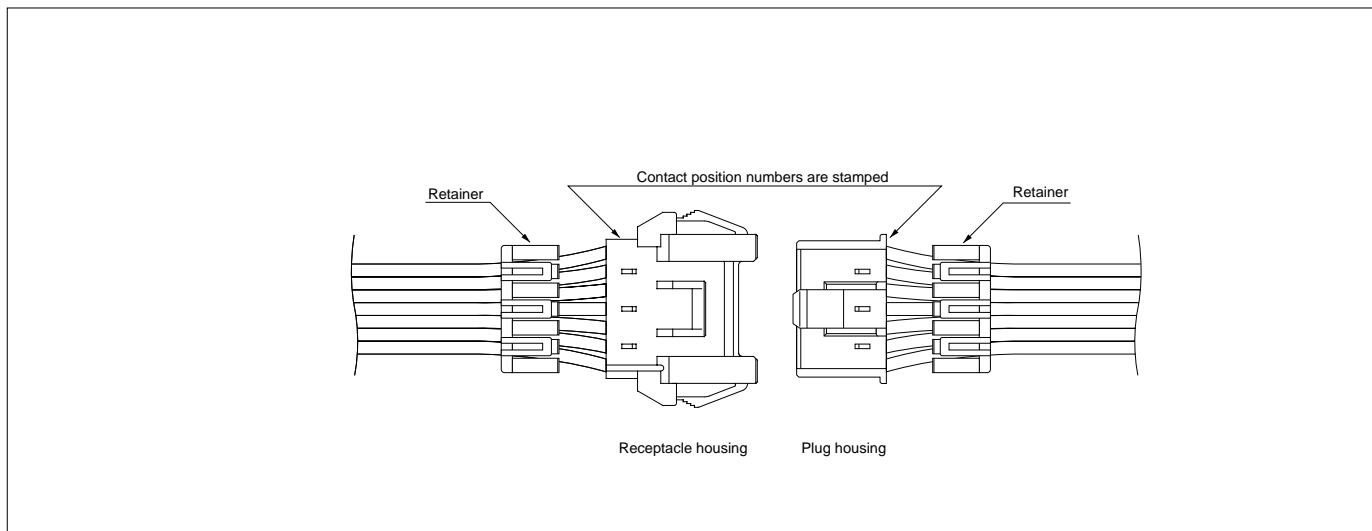 Contact position numbers are stamped
Retainer
Retainer
Receptacle housing
Plug housing